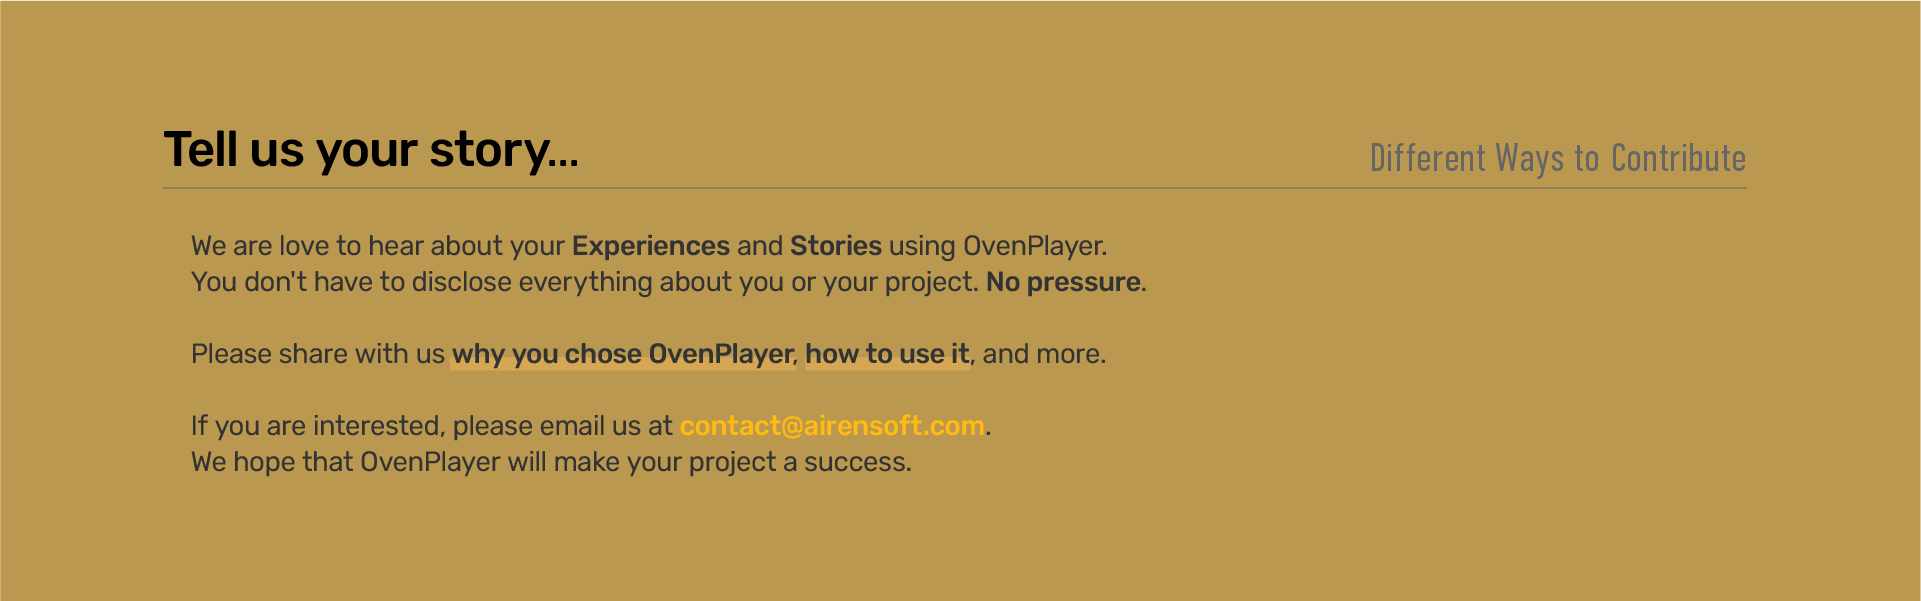 Tell us your story...
Different Ways to Contribute
We are love to hear about your Experiences and Stories using OvenPlayer.
You don't have to disclose everything about you or your project. No pressure.
Please share with us why you chose OvenPlayer, how to use it, and more.
If you are interested, please email us at contact@airensoft.com.
We hope that OvenPlayer will make your project a success.